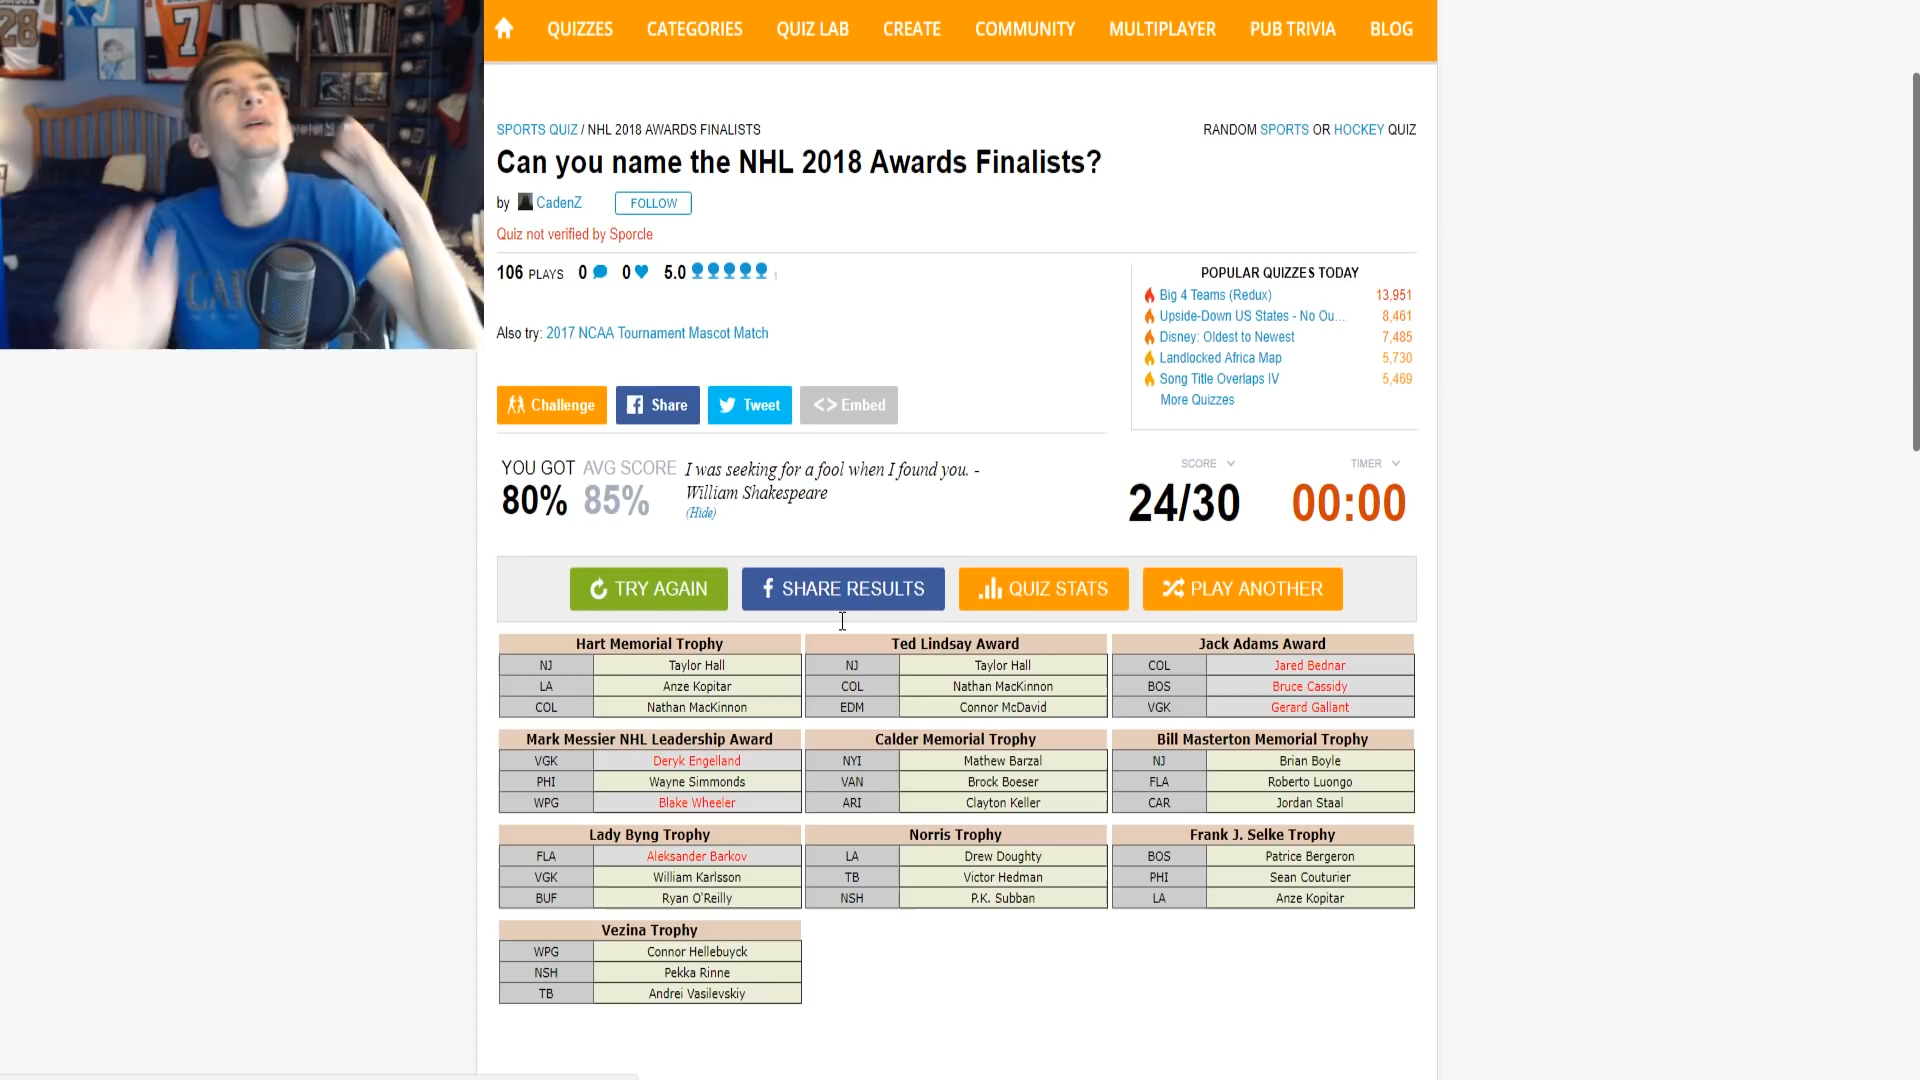 28
7
QUIZZES CATEGORIES QUIZ LAB CREATE COMMUNITY MULTIPLAYER PUB TRIVIA BLOG
SPORTS QUIZ / NHL 2018 AWARDS FINALISTS
RANDOM SPORTS OR HOCKEY QUIZ
Can you name the NHL 2018 Awards Finalists?
by CadenZ FOLLOW
Quiz not verified by Sporcle
106 PLAYS 0 0 5.0 1
Also try: 2017 NCAA Tournament Mascot Match
POPULAR QUIZZES TODAY
Big 4 Teams (Redux) 13,951
Upside-Down US States - No Ou... 8,461
Disney: Oldest to Newest 7,485
Landlocked Africa Map 5,730
Song Title Overlaps IV 5,469
More Quizzes
Challenge Share Tweet <> Embed
YOU GOT AVG SCORE
80% 85%
I was seeking for a fool when I found you. -
William Shakespeare
(Hide)
SCORE TIMER
24/30 00:00
TRY AGAIN SHARE RESULTS QUIZ STATS PLAY ANOTHER
Hart Memorial Trophy
NJ Taylor Hall
LA Anze Kopitar
COL Nathan MacKinnon
Ted Lindsay Award
NJ Taylor Hall
COL Nathan MacKinnon
EDM Connor McDavid
Jack Adams Award
COL Jared Bednar
BOS Bruce Cassidy
VGK Gerard Gallant
Mark Messier NHL Leadership Award
VGK Deryk Engelland
PHI Wayne Simmonds
WPG Blake Wheeler
Calder Memorial Trophy
NYI Mathew Barzal
VAN Brock Boeser
ARI Clayton Keller
Bill Masterton Memorial Trophy
NJ Brian Boyle
FLA Roberto Luongo
CAR Jordan Staal
Lady Byng Trophy
FLA Aleksander Barkov
VGK William Karlsson
BUF Ryan O'Reilly
Norris Trophy
LA Drew Doughty
TB Victor Hedman
NSH P.K. Subban
Frank J. Selke Trophy
BOS Patrice Bergeron
PHI Sean Couturier
LA Anze Kopitar
Vezina Trophy
WPG Connor Hellebuyck
NSH Pekka Rinne
TB Andrei Vasilevskiy